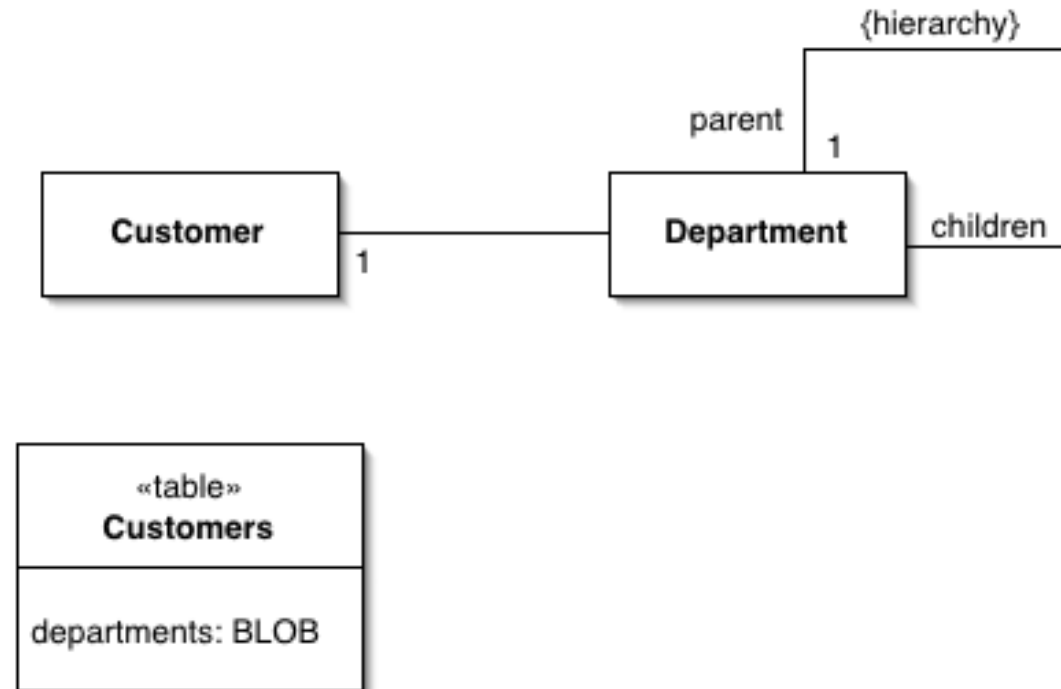 {hierarchy}
parent
1
Customer
Department
children
1
«table»
Customers
departments: BLOB